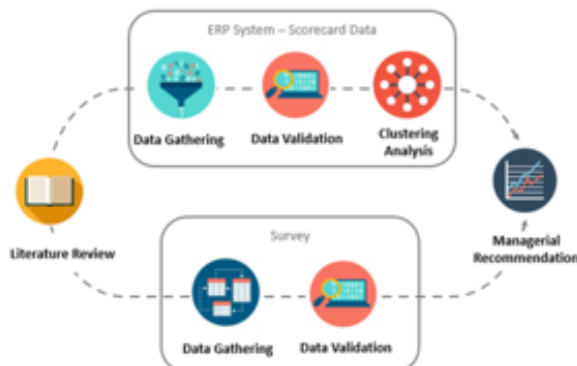 ERP System – Scorecard Data
Data Gathering
Data Validation
Clustering
Analysis
Literature Review
Managerial
Recommendation
Survey
Data Gathering
Data Validation